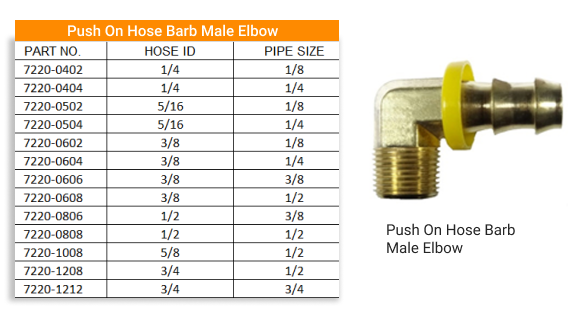 Push On Hose Barb Male Elbow
PART NO. HOSE ID PIPE SIZE
7220-0402 1/4 1/8
7220-0404 1/4 1/4
7220-0502 5/16 1/8
7220-0504 5/16 1/4
7220-0602 3/8 1/8
7220-0604 3/8 1/4
7220-0606 3/8 3/8
7220-0608 3/8 1/2
7220-0806 1/2 3/8
7220-0808 1/2 1/2
7220-1008 5/8 1/2
7220-1208 3/4 1/2
7220-1212 3/4 3/4
Push On Hose Barb
Male Elbow